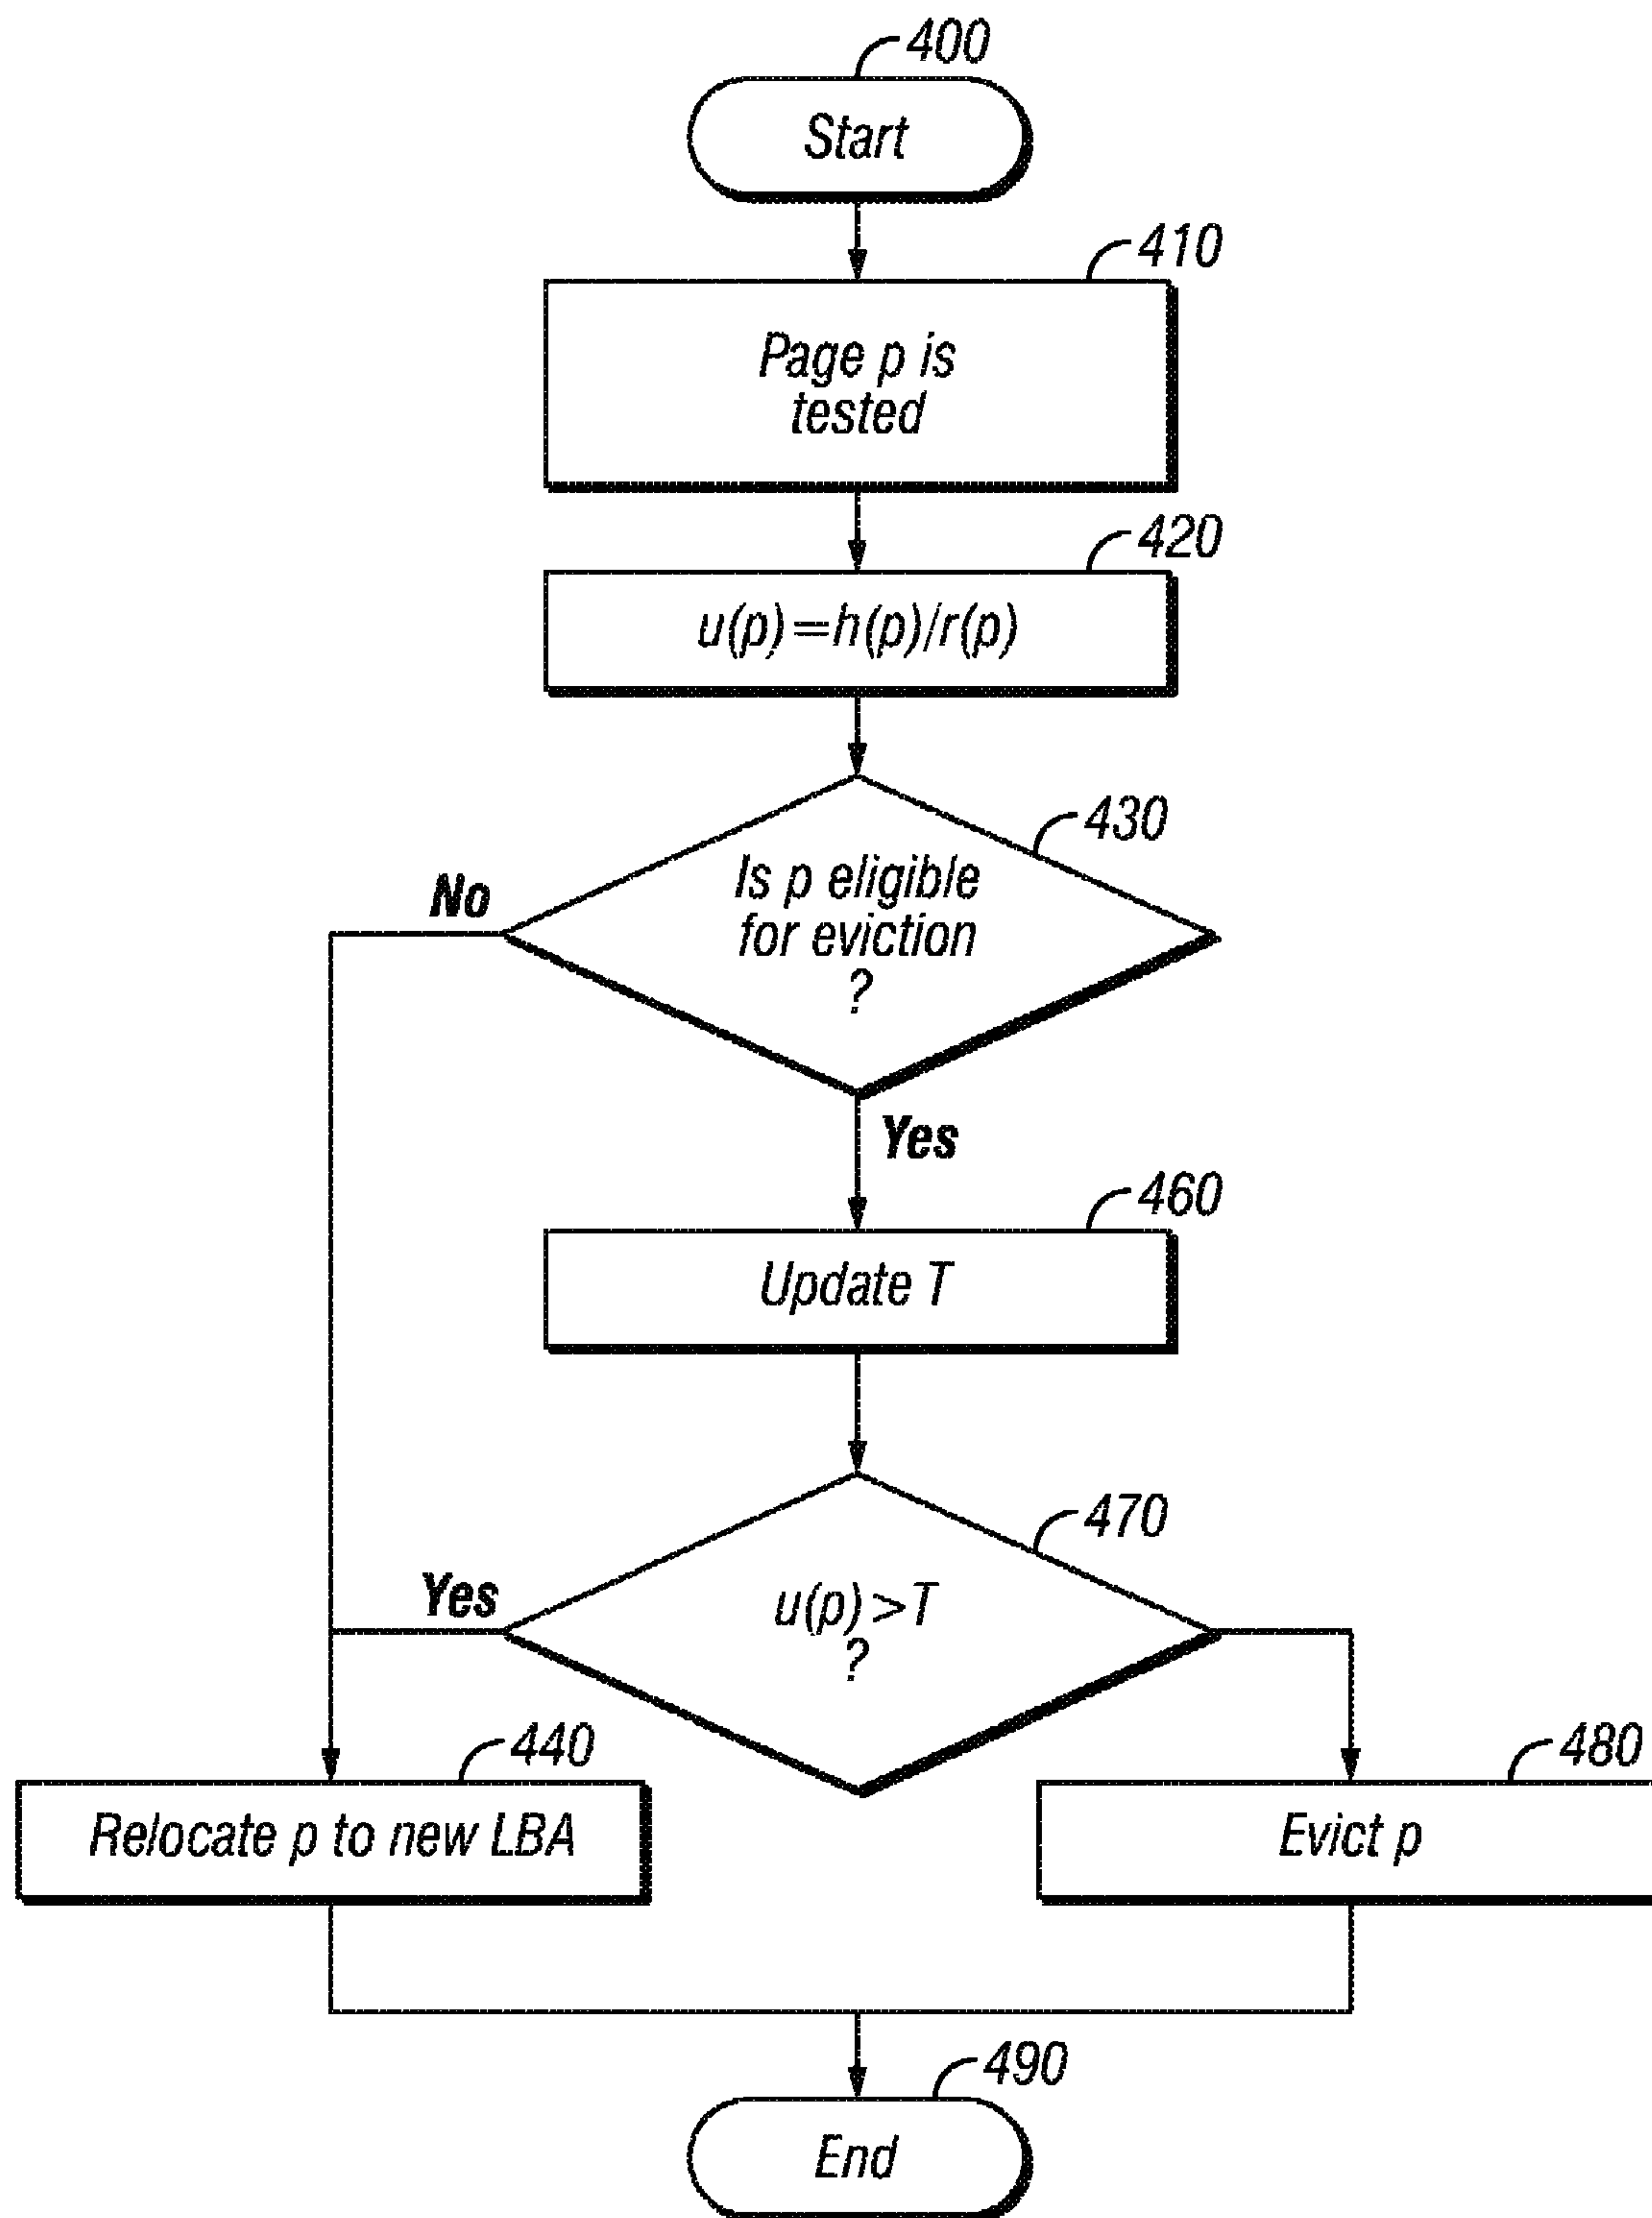 400
Start
410
Page p is
tested
420
u(p)=h(p)/r(p)
430
Is p eligible
for eviction
?
No
Yes
460
Update T
470
u(p)>T
?
Yes
440
Relocate p to new LBA
480
Evict p
490
End